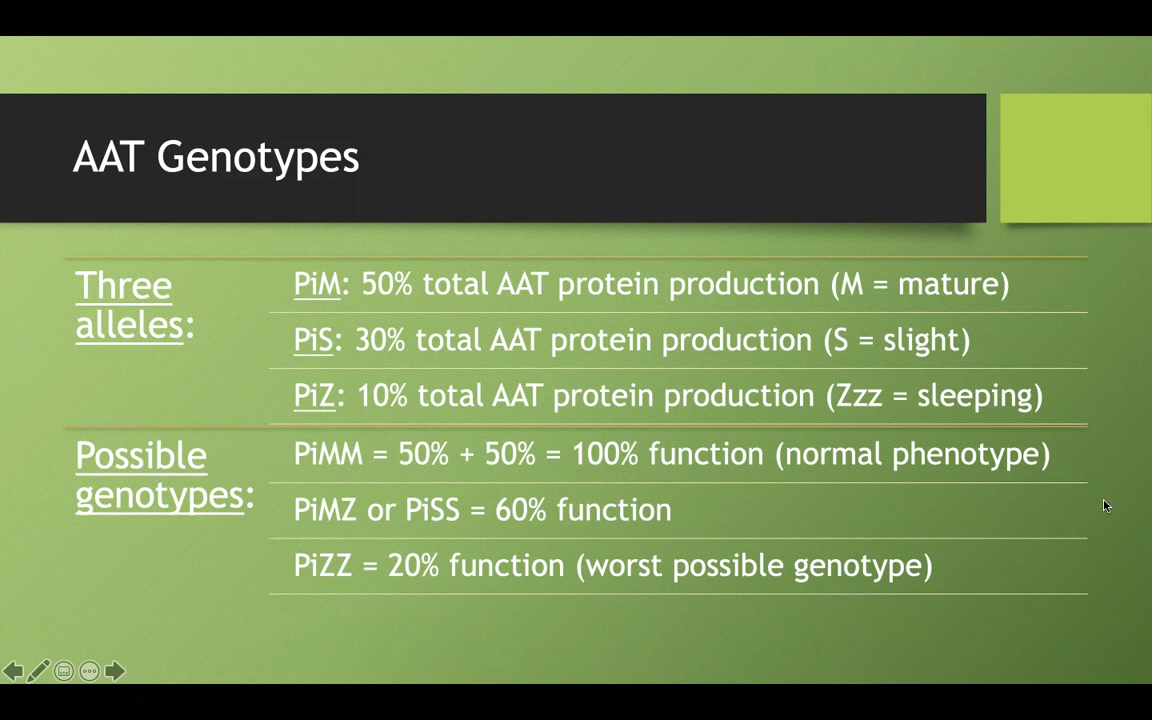 AAT Genotypes
Three
alleles:
PiM: 50% total AAT protein production (M = mature)
PiS: 30% total AAT protein production (S = slight)
PiZ: 10% total AAT protein production (Zzz = sleeping)
Possible
genotypes:
PiMM = 50% + 50% = 100% function (normal phenotype)
PiMZ or PiSS = 60% function
PiZZ = 20% function (worst possible genotype)